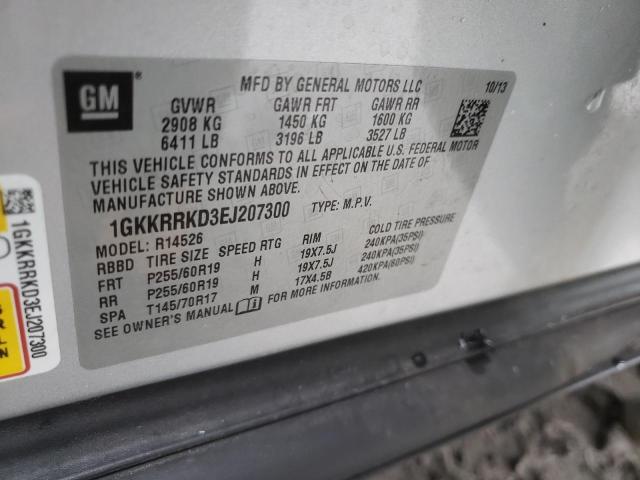 GM
MFD BY GENERAL MOTORS LLC 10/13
GVWR GAWR FRT GAWR RR
2908 KG 1450 KG 1600 KG
6411 LB 3196 LB 3527 LB
THIS VEHICLE CONFORMS TO ALL APPLICABLE U.S. FEDERAL MOTOR
VEHICLE SAFETY STANDARDS IN EFFECT ON THE DATE OF
MANUFACTURE SHOWN ABOVE.
1GKKRRKD3EJ207300 TYPE: M.P.V.
MODEL: R14526
RBBD TIRE SIZE SPEED RTG RIM COLD TIRE PRESSURE
FRT P255/60R19 H 19X7.5J 240KPA(35PSI)
RR P255/60R19 H 19X7.5J 240KPA(35PSI)
SPA T145/70R17 M 17X4.5B 420KPA(60PSI)
SEE OWNER'S MANUAL FOR MORE INFORMATION.
1GKKRRKD3EJ207300